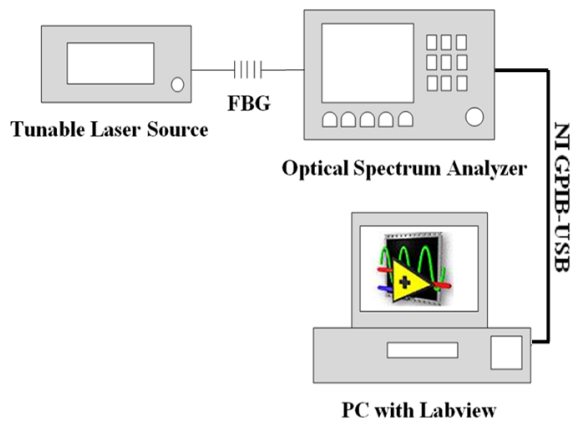 FBG
Tunable Laser Source
Optical Spectrum Analyzer
NI GPIB-USB
PC with Labview